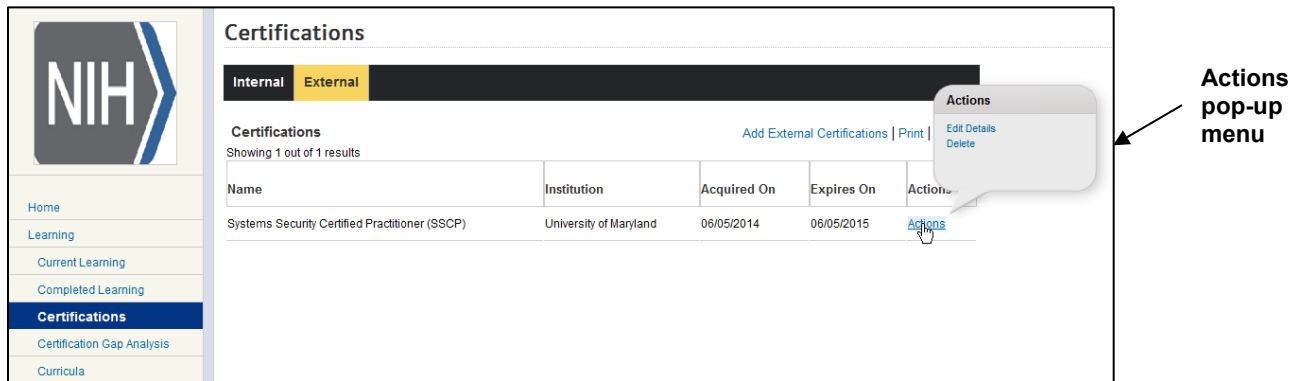 NIH
Home
Learning
Current Learning
Completed Learning
Certifications
Certification Gap Analysis
Curricula
Certifications
Internal External
Certifications
Showing 1 out of 1 results
Add External Certifications | Print |
Name Institution Acquired On Expires On Actions
Systems Security Certified Practitioner (SSCP) University of Maryland 06/05/2014 06/05/2015 Actions
Actions
Edit Details
Delete
Actions
pop-up
menu